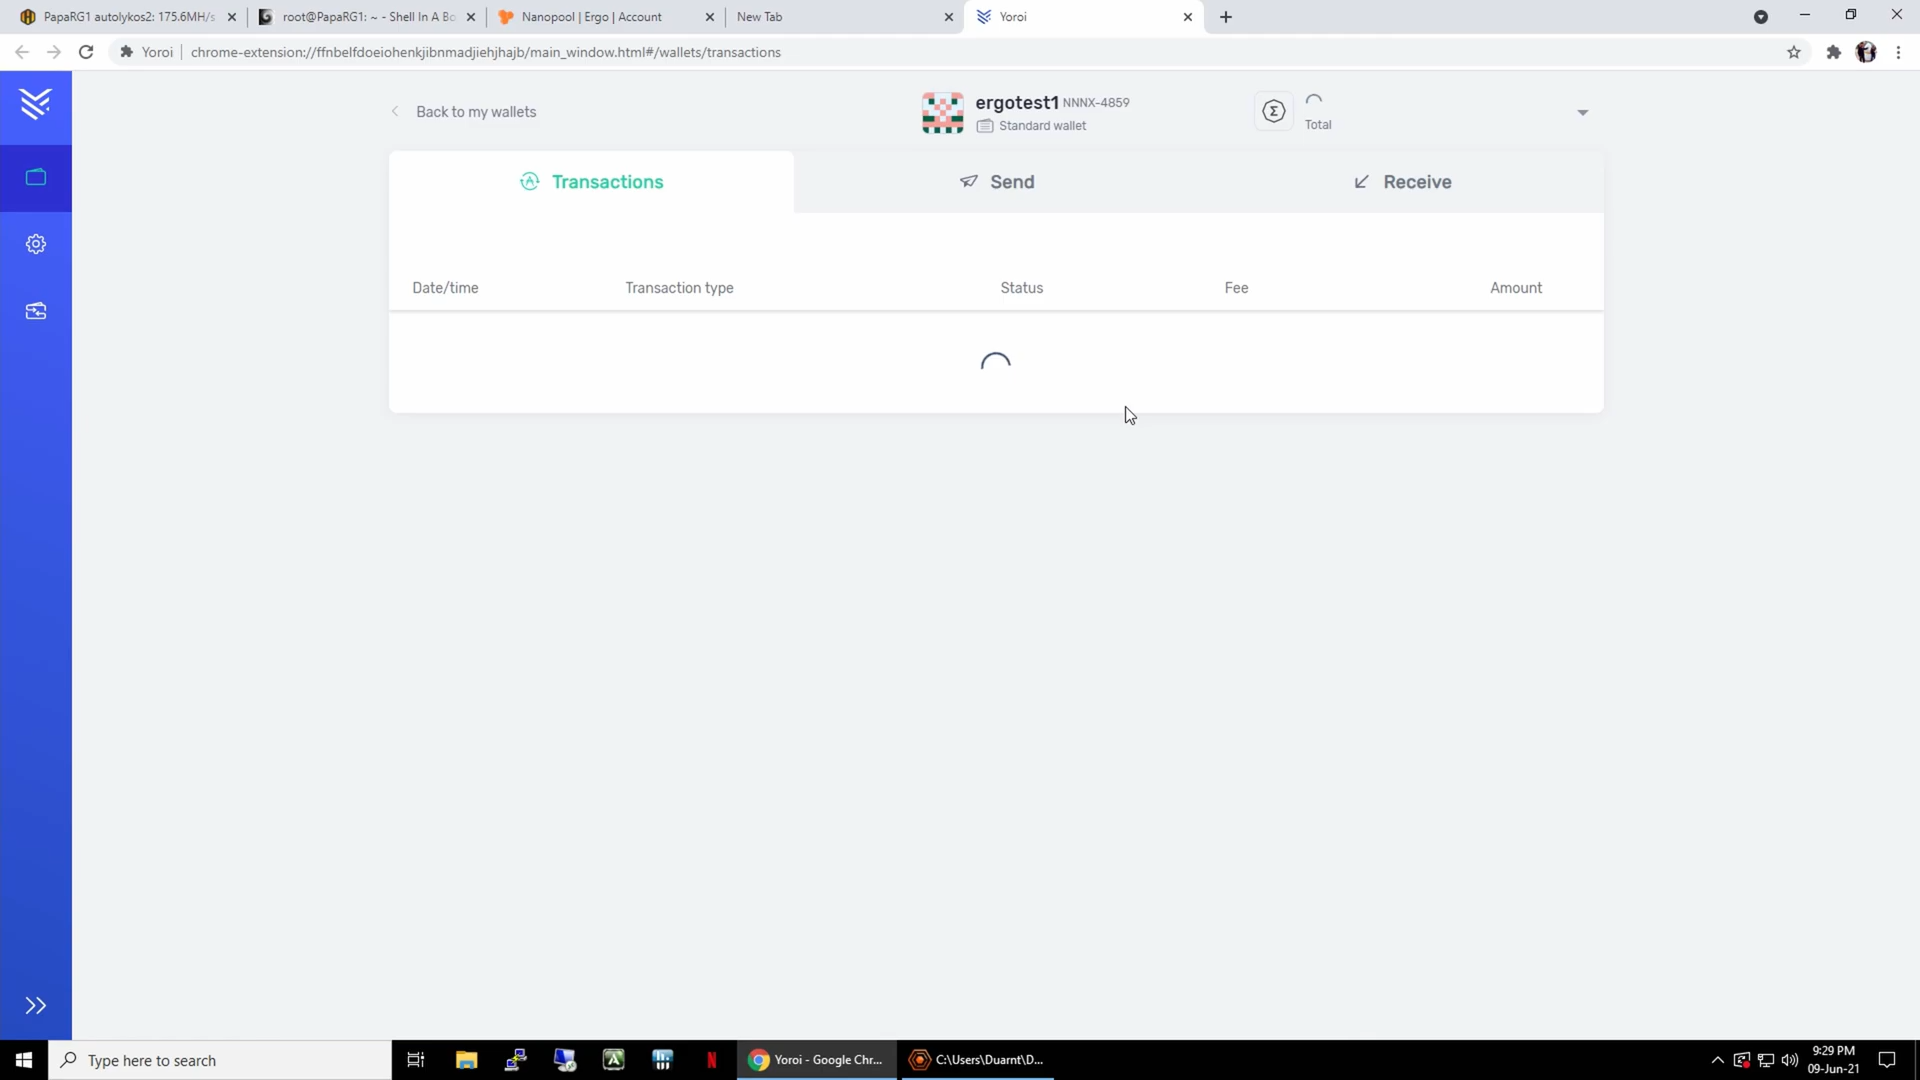 PapaRG1 autolykos2: 175.6MH/s
root@PapaRG1: ~ - Shell In A Bo
Nanopool | Ergo | Account
New Tab
Yoroi
Yoroi
chrome-extension://ffnbelfdoeiohenkjibnmadjiehjhajb/main_window.html#/wallets/transactions
Back to my wallets
ergotest1 NNNX-4859
Standard wallet
Total
Transactions
Send
Receive
Date/time
Transaction type
Status
Fee
Amount
Type here to search
Yoroi - Google Chr...
C:\Users\Duarnt\D...
9:29 PM
09-Jun-21